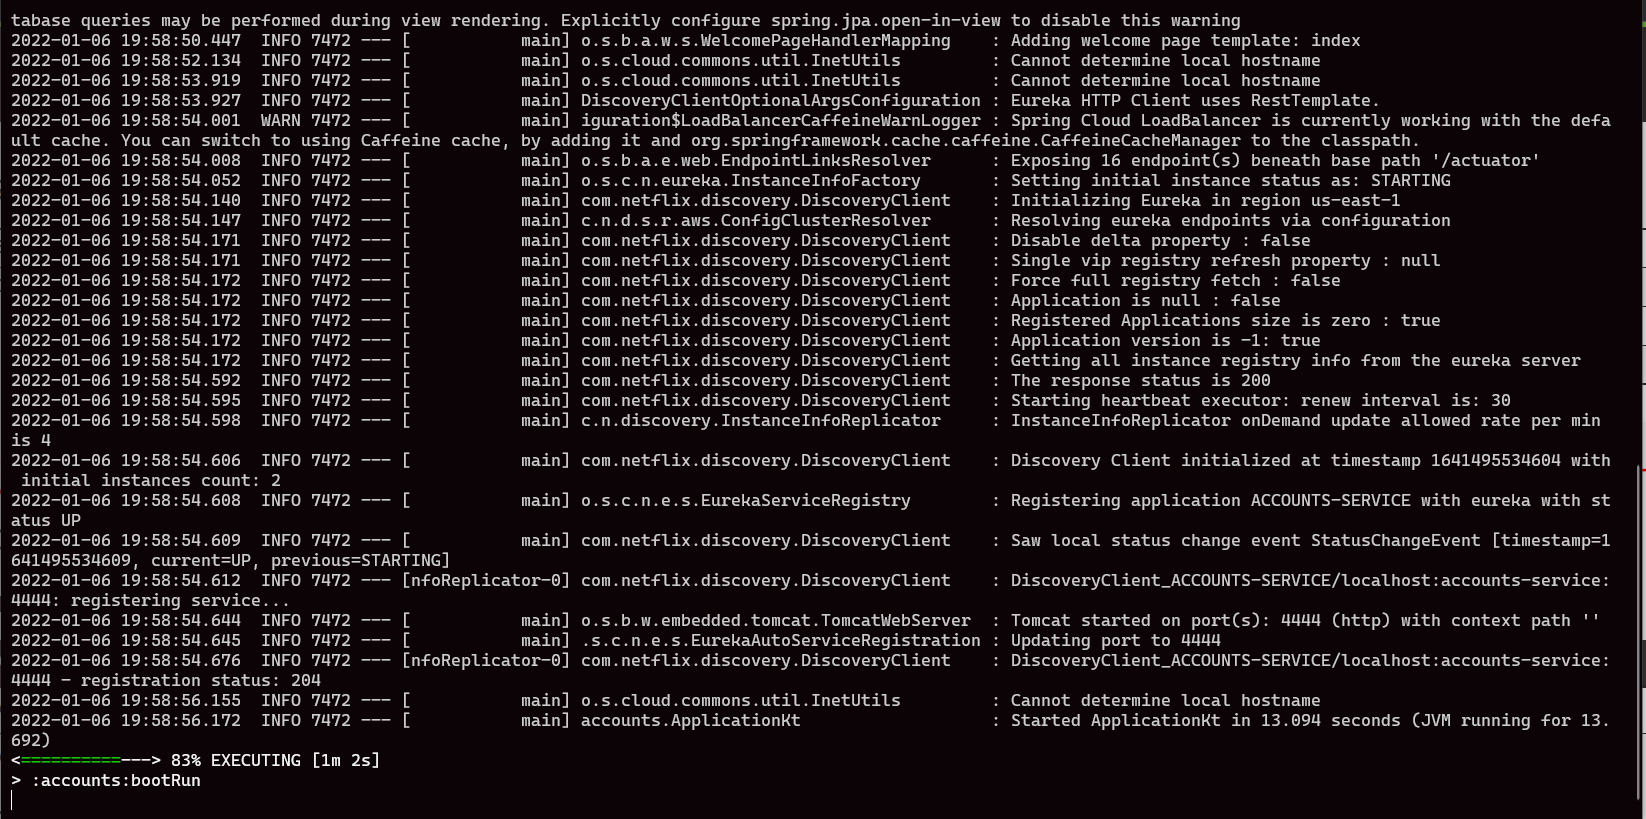 tabase queries may be performed during view rendering. Explicitly configure spring.jpa.open-in-view to disable this warning
2022-01-06 19:58:50.447  INFO 7472 --- [           main] o.s.b.a.w.s.WelcomePageHandlerMapping    : Adding welcome page template: index
2022-01-06 19:58:52.134  INFO 7472 --- [           main] o.s.cloud.commons.util.InetUtils         : Cannot determine local hostname
2022-01-06 19:58:53.919  INFO 7472 --- [           main] o.s.cloud.commons.util.InetUtils         : Cannot determine local hostname
2022-01-06 19:58:53.927  INFO 7472 --- [           main] DiscoveryClientOptionalArgsConfiguration : Eureka HTTP Client uses RestTemplate.
2022-01-06 19:58:54.001  WARN 7472 --- [           main] iguration$LoadBalancerCaffeineWarnLogger : Spring Cloud LoadBalancer is currently working with the defa
ult cache. You can switch to using Caffeine cache, by adding it and org.springframework.cache.caffeine.CaffeineCacheManager to the classpath.
2022-01-06 19:58:54.008  INFO 7472 --- [           main] o.s.b.a.e.web.EndpointLinksResolver      : Exposing 16 endpoint(s) beneath base path '/actuator'
2022-01-06 19:58:54.052  INFO 7472 --- [           main] o.s.c.n.eureka.InstanceInfoFactory       : Setting initial instance status as: STARTING
2022-01-06 19:58:54.140  INFO 7472 --- [           main] com.netflix.discovery.DiscoveryClient    : Initializing Eureka in region us-east-1
2022-01-06 19:58:54.147  INFO 7472 --- [           main] c.n.d.s.r.aws.ConfigClusterResolver      : Resolving eureka endpoints via configuration
2022-01-06 19:58:54.171  INFO 7472 --- [           main] com.netflix.discovery.DiscoveryClient    : Disable delta property : false
2022-01-06 19:58:54.171  INFO 7472 --- [           main] com.netflix.discovery.DiscoveryClient    : Single vip registry refresh property : null
2022-01-06 19:58:54.172  INFO 7472 --- [           main] com.netflix.discovery.DiscoveryClient    : Force full registry fetch : false
2022-01-06 19:58:54.172  INFO 7472 --- [           main] com.netflix.discovery.DiscoveryClient    : Application is null : false
2022-01-06 19:58:54.172  INFO 7472 --- [           main] com.netflix.discovery.DiscoveryClient    : Registered Applications size is zero : true
2022-01-06 19:58:54.172  INFO 7472 --- [           main] com.netflix.discovery.DiscoveryClient    : Application version is -1: true
2022-01-06 19:58:54.172  INFO 7472 --- [           main] com.netflix.discovery.DiscoveryClient    : Getting all instance registry info from the eureka server
2022-01-06 19:58:54.592  INFO 7472 --- [           main] com.netflix.discovery.DiscoveryClient    : The response status is 200
2022-01-06 19:58:54.595  INFO 7472 --- [           main] com.netflix.discovery.DiscoveryClient    : Starting heartbeat executor: renew interval is: 30
2022-01-06 19:58:54.598  INFO 7472 --- [           main] c.n.discovery.InstanceInfoReplicator     : InstanceInfoReplicator onDemand update allowed rate per min
is 4
2022-01-06 19:58:54.606  INFO 7472 --- [           main] com.netflix.discovery.DiscoveryClient    : Discovery Client initialized at timestamp 1641495534604 with
 initial instances count: 2
2022-01-06 19:58:54.608  INFO 7472 --- [           main] o.s.c.n.e.s.EurekaServiceRegistry        : Registering application ACCOUNTS-SERVICE with eureka with st
atus UP
2022-01-06 19:58:54.609  INFO 7472 --- [           main] com.netflix.discovery.DiscoveryClient    : Saw local status change event StatusChangeEvent [timestamp=1
641495534609, current=UP, previous=STARTING]
2022-01-06 19:58:54.612  INFO 7472 --- [nfoReplicator-0] com.netflix.discovery.DiscoveryClient    : DiscoveryClient_ACCOUNTS-SERVICE/localhost:accounts-service:
4444: registering service...
2022-01-06 19:58:54.644  INFO 7472 --- [           main] o.s.b.w.embedded.tomcat.TomcatWebServer  : Tomcat started on port(s): 4444 (http) with context path ''
2022-01-06 19:58:54.645  INFO 7472 --- [           main] .s.c.n.e.s.EurekaAutoServiceRegistration : Updating port to 4444
2022-01-06 19:58:54.676  INFO 7472 --- [nfoReplicator-0] com.netflix.discovery.DiscoveryClient    : DiscoveryClient_ACCOUNTS-SERVICE/localhost:accounts-service:
4444 - registration status: 204
2022-01-06 19:58:56.155  INFO 7472 --- [           main] o.s.cloud.commons.util.InetUtils         : Cannot determine local hostname
2022-01-06 19:58:56.172  INFO 7472 --- [           main] accounts.ApplicationKt                   : Started ApplicationKt in 13.094 seconds (JVM running for 13.
692)
<==========---> 83% EXECUTING [1m 2s]
> :accounts:bootRun